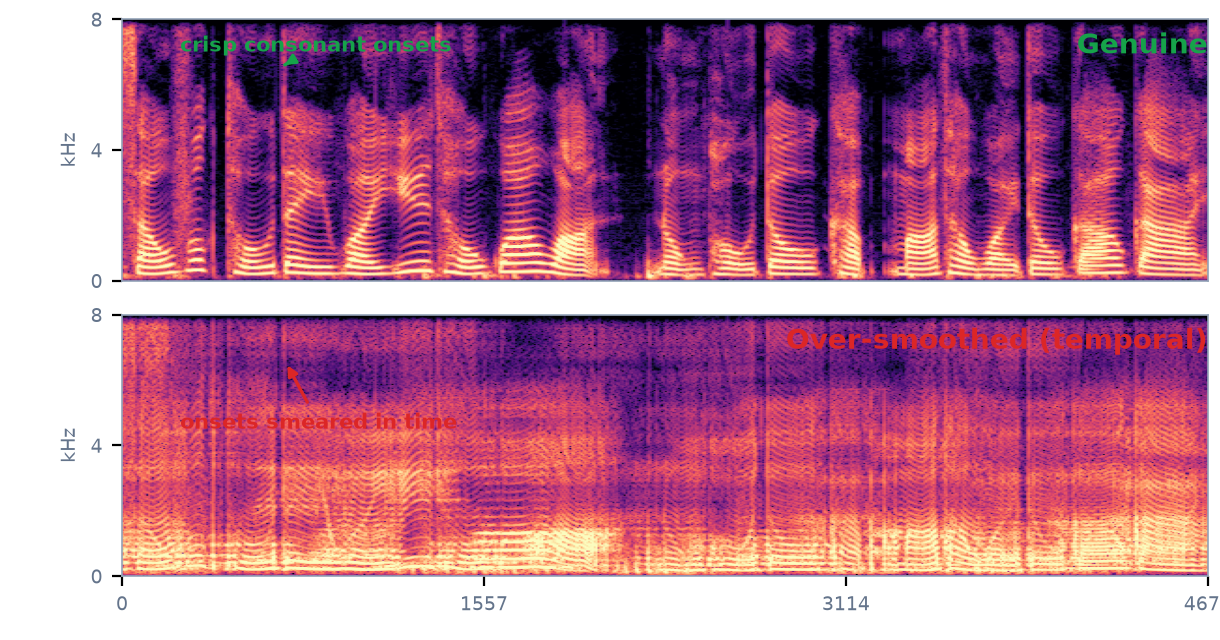 8
crisp consonant onsets
Genuine
kHz
4
0
8
Over-smoothed (temporal)
onsets smeared in time
kHz
4
0
0
1557
3114
467